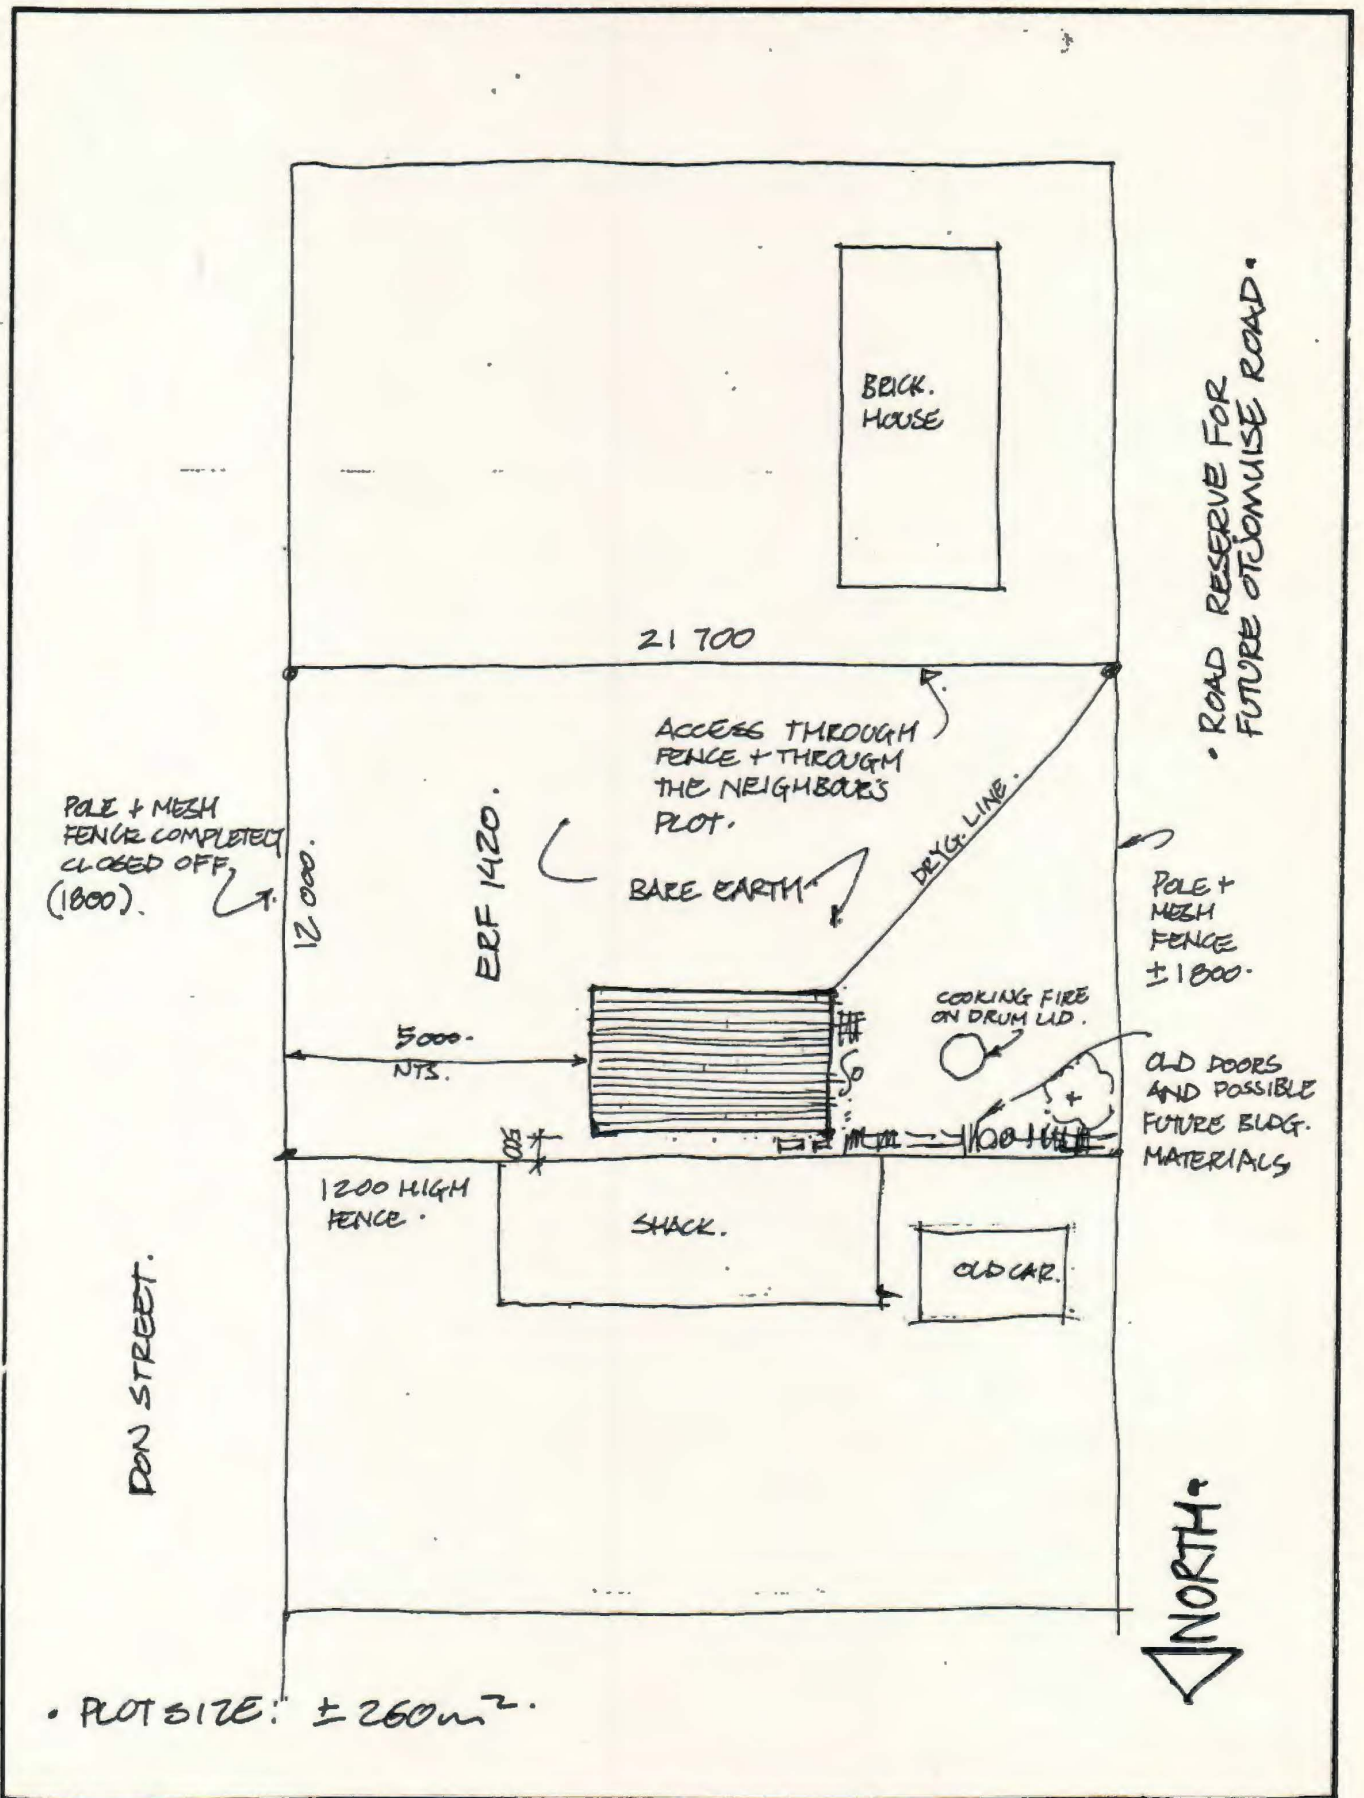 BRICK.
HOUSE
• ROAD RESERVE FOR
FUTURE OTJOMUISE ROAD.
21 700
ACCESS THROUGH
FENCE + THROUGH
THE NEIGHBOUR'S
PLOT.
POLE + MESH
FENCE COMPLETELY
CLOSED OFF,
(1800).
12 000.
ERF 1420.
BARE EARTH
DRYG. LINE.
POLE +
MESH
FENCE
±1800.
COOKING FIRE
ON DRUM LID.
5000.
NTS.
OLD DOORS
AND POSSIBLE
FUTURE BLDG.
MATERIALS
500
1200 HIGH
FENCE.
SHACK.
OLD CAR.
DON STREET.
NORTH.
• PLOT SIZE: ± 260m².